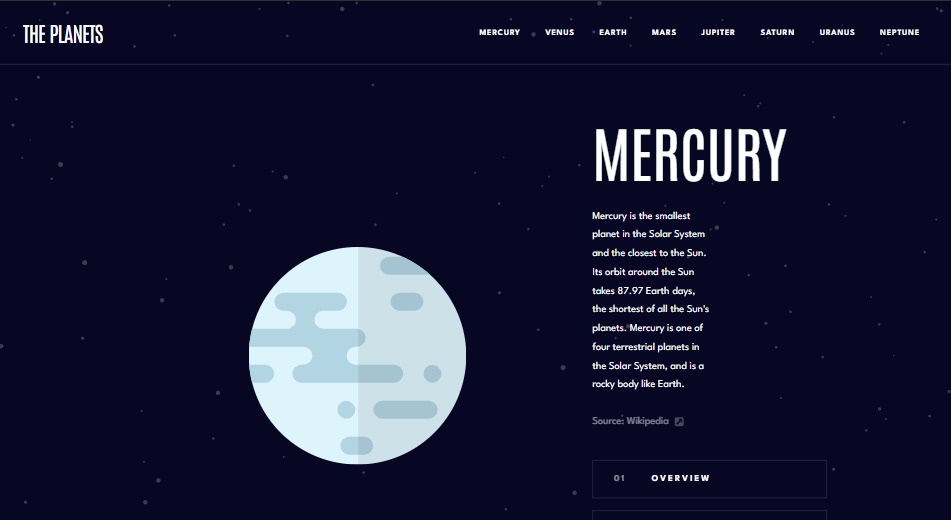 THE PLANETS
MERCURY VENUS EARTH MARS JUPITER SATURN URANUS NEPTUNE
MERCURY
Mercury is the smallest
planet in the Solar System
and the closest to the Sun.
Its orbit around the Sun
takes 87.97 Earth days,
the shortest of all the Sun's
planets. Mercury is one of
four terrestrial planets in
the Solar System, and is a
rocky body like Earth.
Source: Wikipedia
01 OVERVIEW